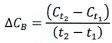 ΔC_B = (C_{t_2} − C_{t_1}) / (t_2 − t_1)